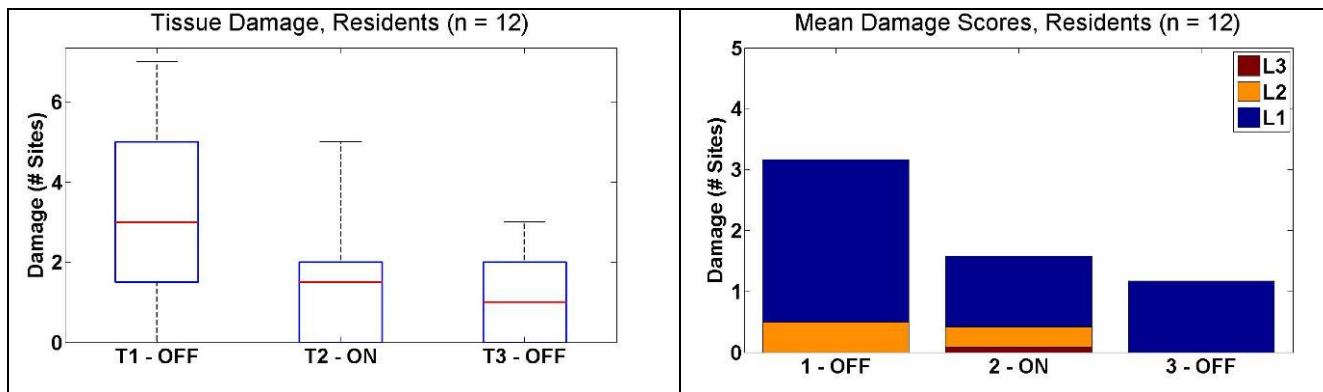 Tissue Damage, Residents (n = 12)
Damage (# Sites)
6
4
2
0
T1 - OFF T2 - ON T3 - OFF
Mean Damage Scores, Residents (n = 12)
Damage (# Sites)
5
4
3
2
1
0
L3
L2
L1
1 - OFF 2 - ON 3 - OFF